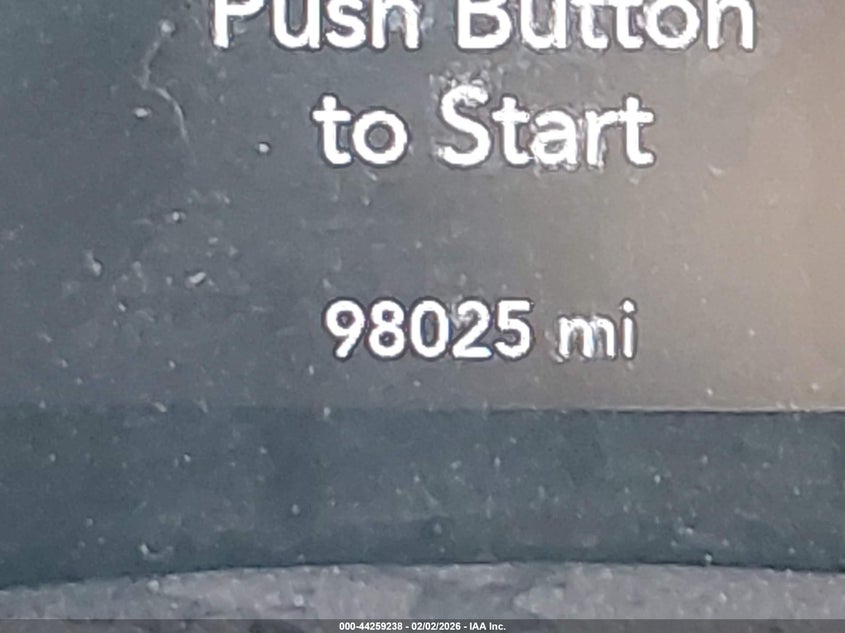 Push Button
to Start
98025 mi
000-44259238 - 02/02/2026 - IAA Inc.